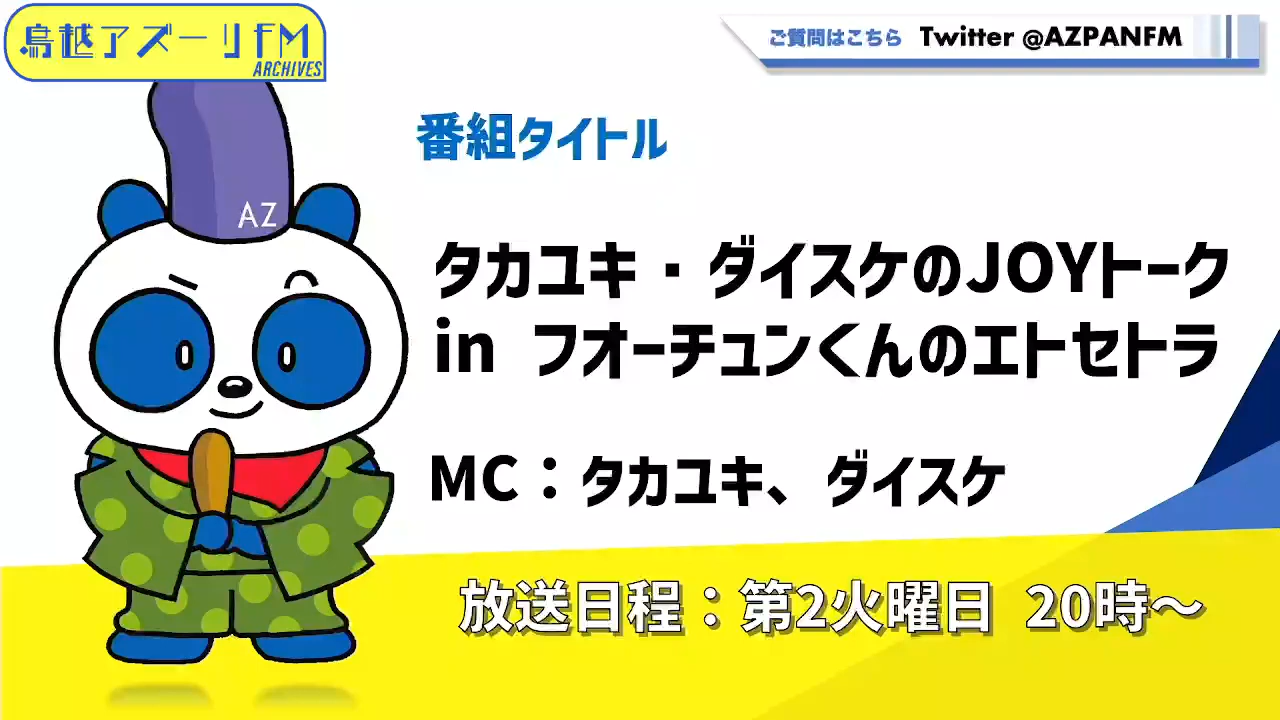 鳥越アズーリFM
ARCHIVES
ご質問はこちら Twitter @AZPANFM
番組タイトル
AZ
タカユキ・ダイスケのJOYトーク
in フオーチュンくんのエトセトラ
MC：タカユキ、ダイスケ
放送日程：第2火曜日 20時～